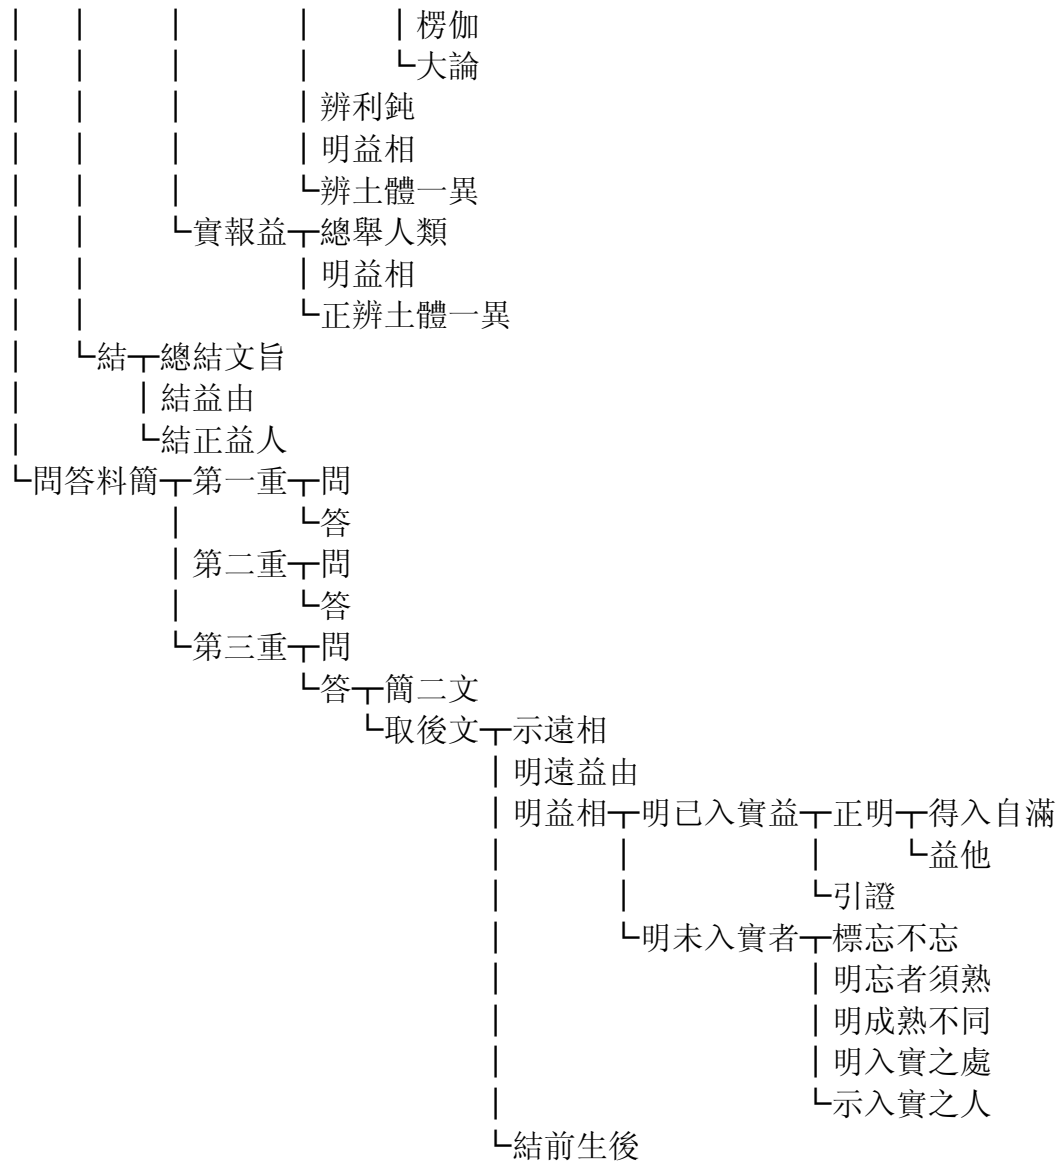 ｜　｜　　｜　　　｜　　｜楞伽
｜　｜　　｜　　　｜　　└大論
｜　｜　　｜　　　｜辨利鈍
｜　｜　　｜　　　｜明益相
｜　｜　　｜　　　└辨土體一異
｜　｜　　└實報益┬總舉人類
｜　｜　　　　　　｜明益相
｜　｜　　　　　　└正辨土體一異
｜　└結┬總結文旨
｜　　　｜結益由
｜　　　└結正益人
└問答料簡┬第一重┬問
｜　　　└答
｜第二重┬問
｜　　　└答
└第三重┬問
└答┬簡二文
└取後文┬示遠相
｜明遠益由
｜明益相┬明已入實益┬正明┬得入自滿
｜　　　｜　　　　　｜　　└益他
｜　　　｜　　　　　└引證
｜　　　└明未入實者┬標忘不忘
｜　　　　　　　　　｜明忘者須熟
｜　　　　　　　　　｜明成熟不同
｜　　　　　　　　　｜明入實之處
｜　　　　　　　　　└示入實之人
└結前生後